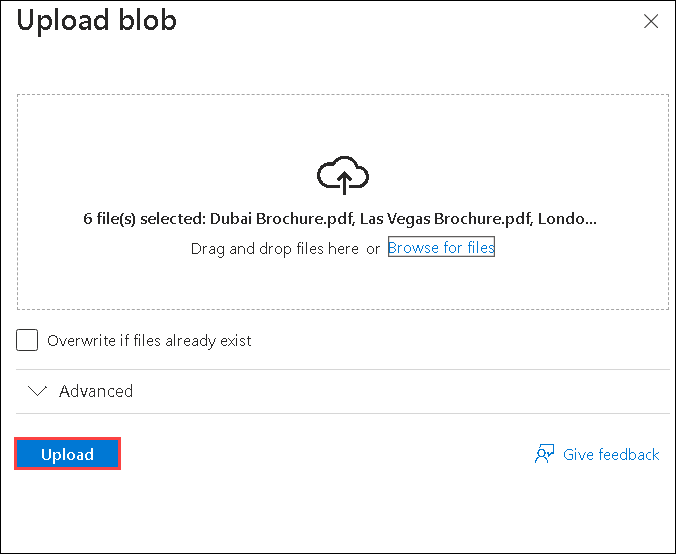 Upload blob
6 file(s) selected: Dubai Brochure.pdf, Las Vegas Brochure.pdf, Londo...
Drag and drop files here or Browse for files
Overwrite if files already exist
Advanced
Upload
Give feedback